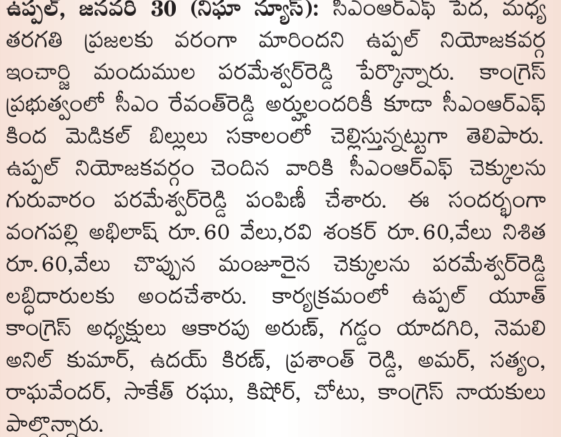 ఉప్పల్, జనవరి 30 (నిఘా న్యూస్): సీఎంఆర్ఎఫ్ పేద, మధ్య
తరగతి ప్రజలకు వరంగా మారిందని ఉప్పల్ నియోజకవర్గ
ఇంచార్జి మందుముల పరమేశ్వర్‌రెడ్డి పేర్కొన్నారు. కాంగ్రెస్
ప్రభుత్వంలో సీఎం రేవంత్‌రెడ్డి అర్హులందరికీ కూడా సీఎంఆర్ఎఫ్
కింద మెడికల్ బిల్లులు సకాలంలో చెల్లిస్తున్నట్టుగా తెలిపారు.
ఉప్పల్ నియోజకవర్గం చెందిన వారికి సీఎంఆర్ఎఫ్ చెక్కులను
గురువారం పరమేశ్వర్‌రెడ్డి పంపిణీ చేశారు. ఈ సందర్భంగా
వంగపల్లి అభిలాష్ రూ.60 వేలు,రవి శంకర్ రూ.60,వేలు నిశిత
రూ.60,వేలు చొప్పున మంజూరైన చెక్కులను పరమేశ్వర్‌రెడ్డి
లబ్ధిదారులకు అందచేశారు. కార్యక్రమంలో ఉప్పల్ యూత్
కాంగ్రెస్ అధ్యక్షులు ఆకారపు అరుణ్, గడ్డం యాదగిరి, నెమలి
అనిల్ కుమార్, ఉదయ్ కిరణ్, ప్రశాంత్ రెడ్డి, అమర్, సత్యం,
రాఘవేందర్, సాకేత్ రఘు, కిషోర్, చోటు, కాంగ్రెస్ నాయకులు
పాల్గొన్నారు.